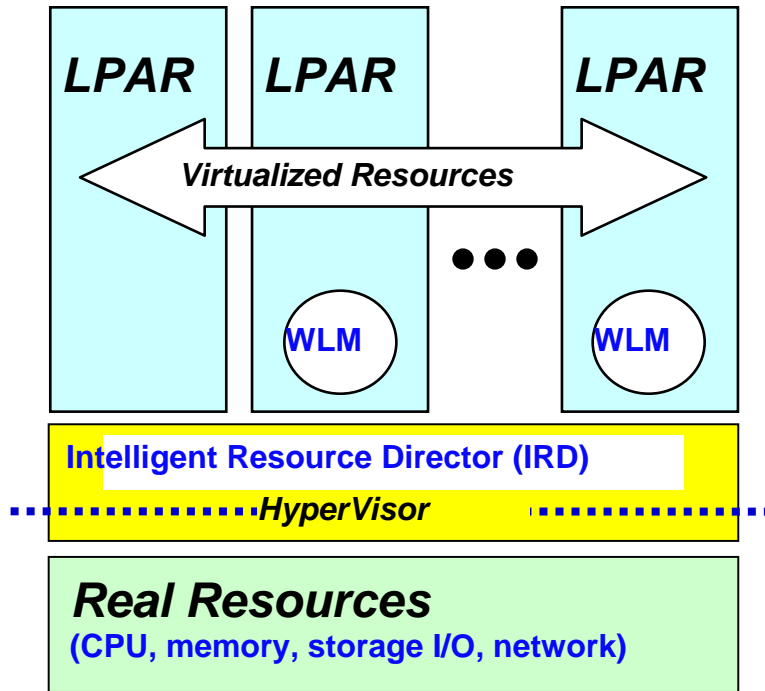 LPAR LPAR LPAR
Virtualized Resources
WLM WLM
Intelligent Resource Director (IRD)
HyperVisor
Real Resources
(CPU, memory, storage I/O, network)